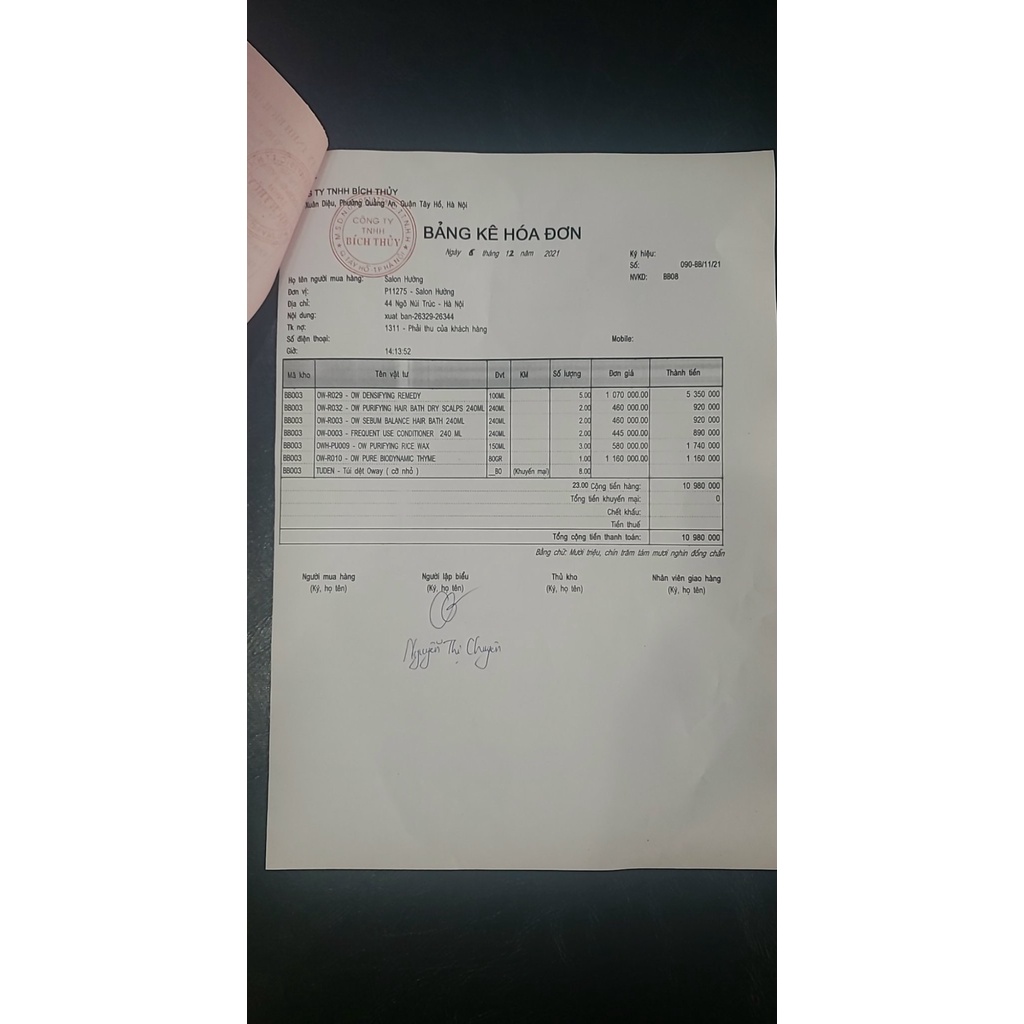 TY TNHH BÍCH THỦY
Xuân Diệu, Phường Quảng An, Quận Tây Hồ, Hà Nội
CÔNG TY
TNHH
BÍCH THỦY
Q.TÂY HỒ T.P HÀ NỘI
BẢNG KÊ HÓA ĐƠN
Ngày 6 tháng 12 năm 2021
Ký hiệu:
Số: 090-BB/11/21
NVKD: BB08
Họ tên người mua hàng: Salon Hường
Đơn vị: P11275 - Salon Hường
Địa chỉ: 44 Ngõ Núi Trúc - Hà Nội
Nội dung: xuat ban-26329-26344
Tk nợ: 1311 - Phải thu của khách hàng
Số điện thoại: Mobile:
Giờ: 14:13:52
Mã kho Tên vật tư Đvt KM Số lượng Đơn giá Thành tiền
BB003 OW-R029 - OW DENSIFYING REMEDY 100ML 5.00 1 070 000.00 5 350 000
BB003 OW-R032 - OW PURIFYING HAIR BATH DRY SCALPS 240ML 240ML 2.00 460 000.00 920 000
BB003 OW-R003 - OW SEBUM BALANCE HAIR BATH 240ML 240ML 2.00 460 000.00 920 000
BB003 OW-D003 - FREQUENT USE CONDITIONER 240 ML 240ML 2.00 445 000.00 890 000
BB003 OWH-PU009 - OW PURIFYING RICE WAX 150ML 3.00 580 000.00 1 740 000
BB003 OW-R010 - OW PURE BIODYNAMIC THYME 80GR 1.00 1 160 000.00 1 160 000
BB003 TUDEN - Túi dệt Oway ( cỡ nhỏ ) __BO (Khuyến mại) 8.00
23.00 Cộng tiền hàng: 10 980 000
Tổng tiền khuyến mại: 0
Chết khấu:
Tiền thuế
Tổng cộng tiền thanh toán: 10 980 000
Bằng chữ: Mười triệu, chín trăm tám mươi nghìn đồng chẵn
Người mua hàng Người lập biểu Thủ kho Nhân viên giao hàng
(Ký, họ tên) (Ký, họ tên) (Ký, họ tên) (Ký, họ tên)
Nguyễn Thị Chuyên